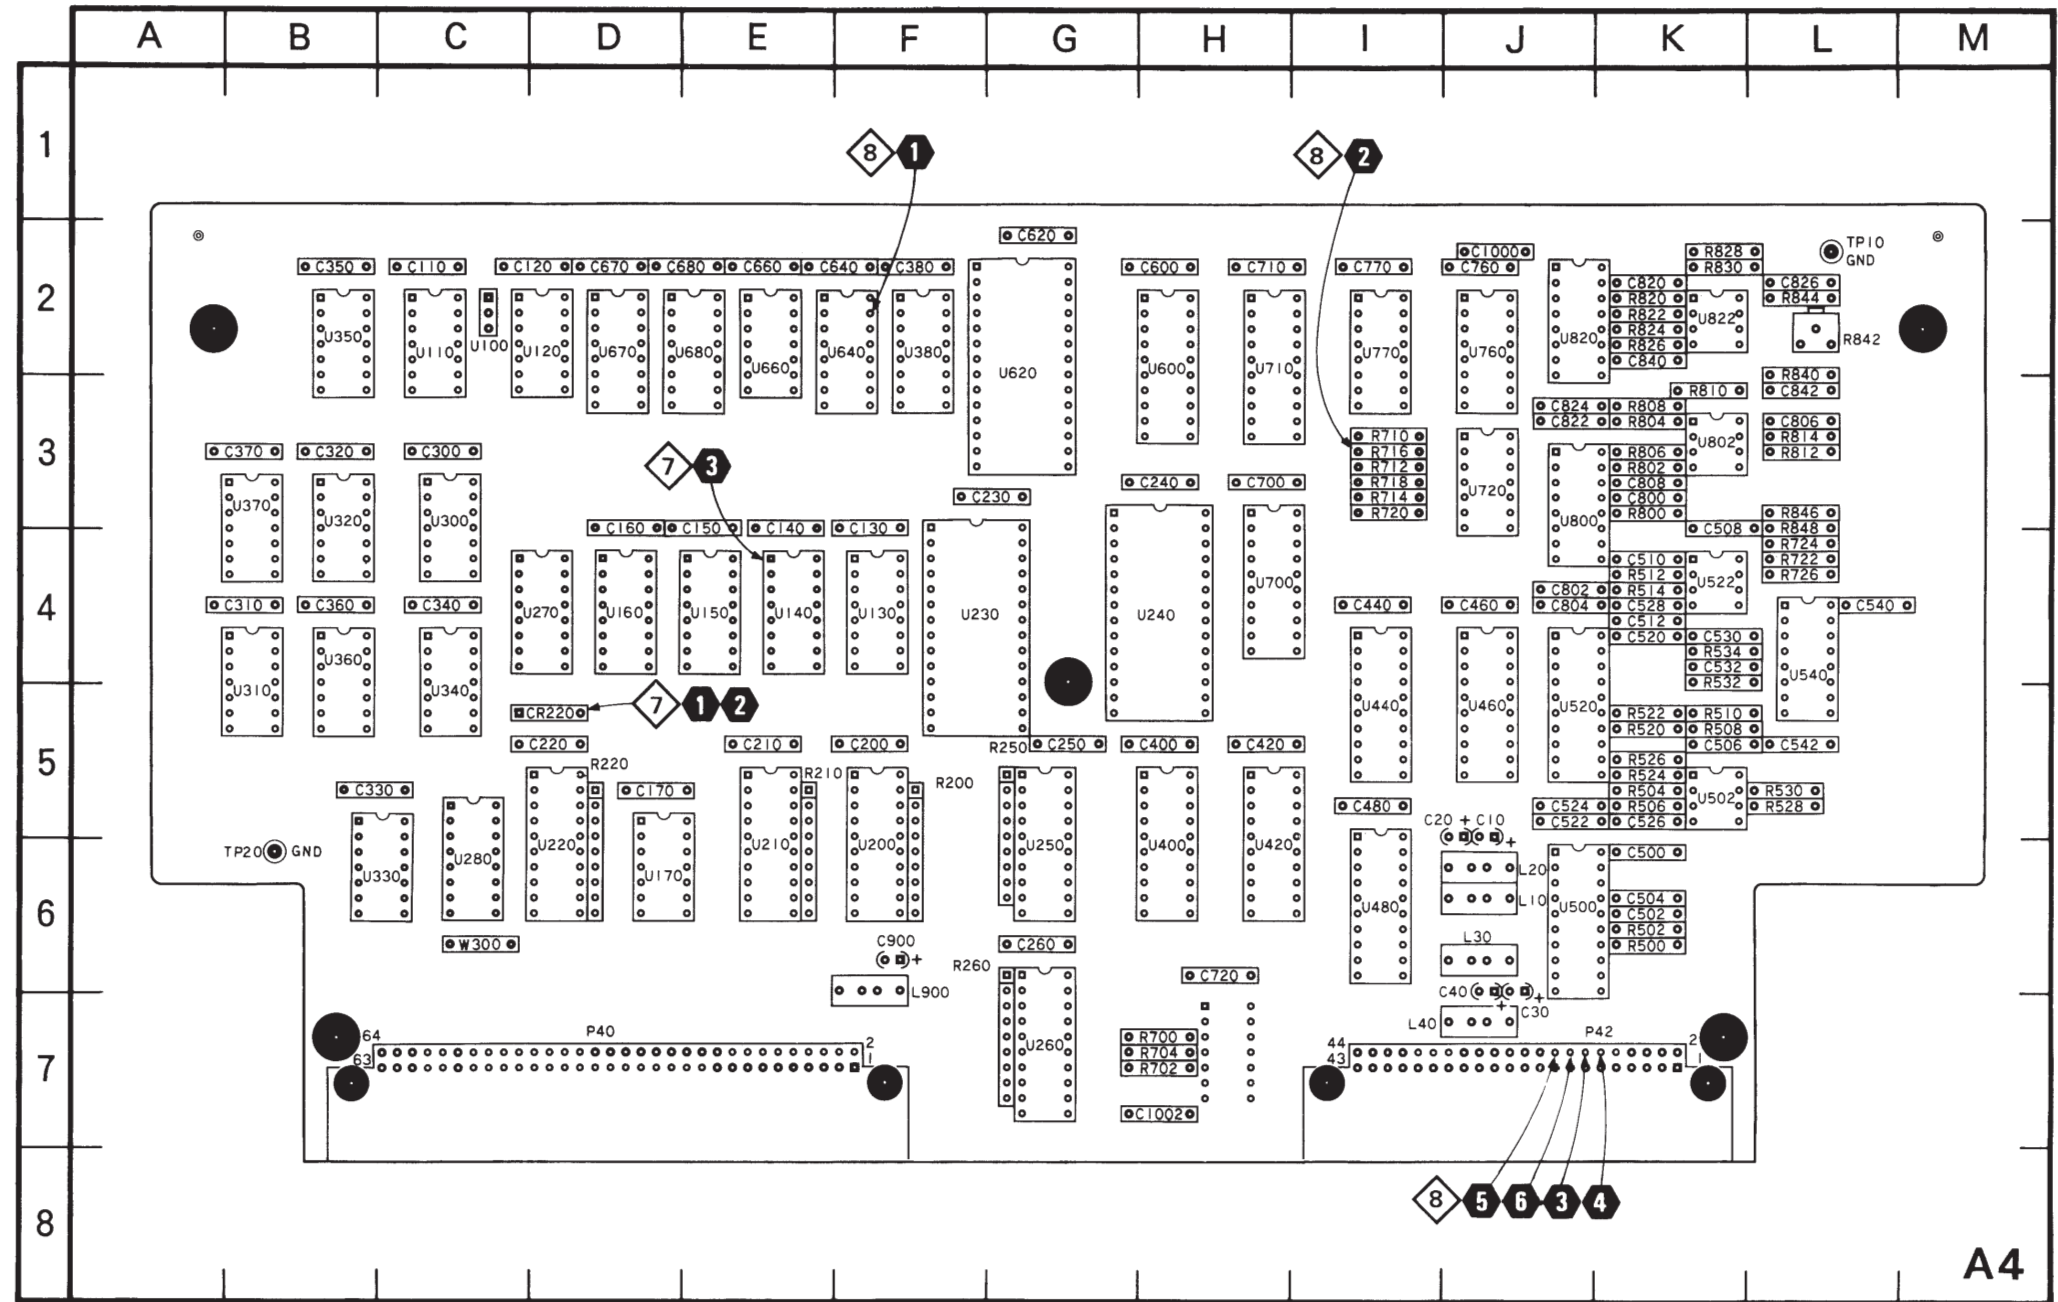 A B C D E F G H I J K L M
1
8 1 8 2
C620 C1000 R828 TP10
GND
C350 C110 C120 C670 C680 C660 C640 C380 C600 C710 C770 C760 R830
2
C820 C826
R820 R844
R822 U822
U350 U110 U100 U120 U670 U680 U660 U640 U380 U620 U600 U710 U770 U760 U820 R824 R842
R826
C840
R840
R810 C842
C824 R808
C822 R804 C806
3
R710 U802 R814
C370 C320 C300 R716 R806 R812
7 3 R712 R802
C240 C700 R718 U720 C808
C230 R714 C800
U370 U320 U300 R720 U800 R800 R846
C160 C150 C140 C130 C508 R848
R724
C510 R722
R512 U522 R726
4
U270 U160 U150 U140 U130 U230 U240 U700 C802 R514
C310 C360 C340 C440 C460 C804 C528 C540
C512
C520 C530
R534
U310 U360 U340 C532 U540
R532
CR220 7 1 2 U440 U460 U520 R522 R510
R520 R508
C220 C210 C200 R250 C250 C400 C420 C506 C542
5
R526
R220 R210 R200 R524
C330 C170 R504 U502 R530
C480 C524 R506 R528
C20 + C10 C522 C526
+
TP20 GND U330 U280 U220 U170 U210 U200 U250 U400 U420 C500
L20
6
L10 U480 U500 C504
C502
R502
W300 C900 C260 L30 R500
+
R260 C720
L900 C40 + + C30
L40
7
64 P40 2 U260 R700 44 P42 2
63 1 R704 43 1
R702
C1002
8
8 5 6 3 4
A4